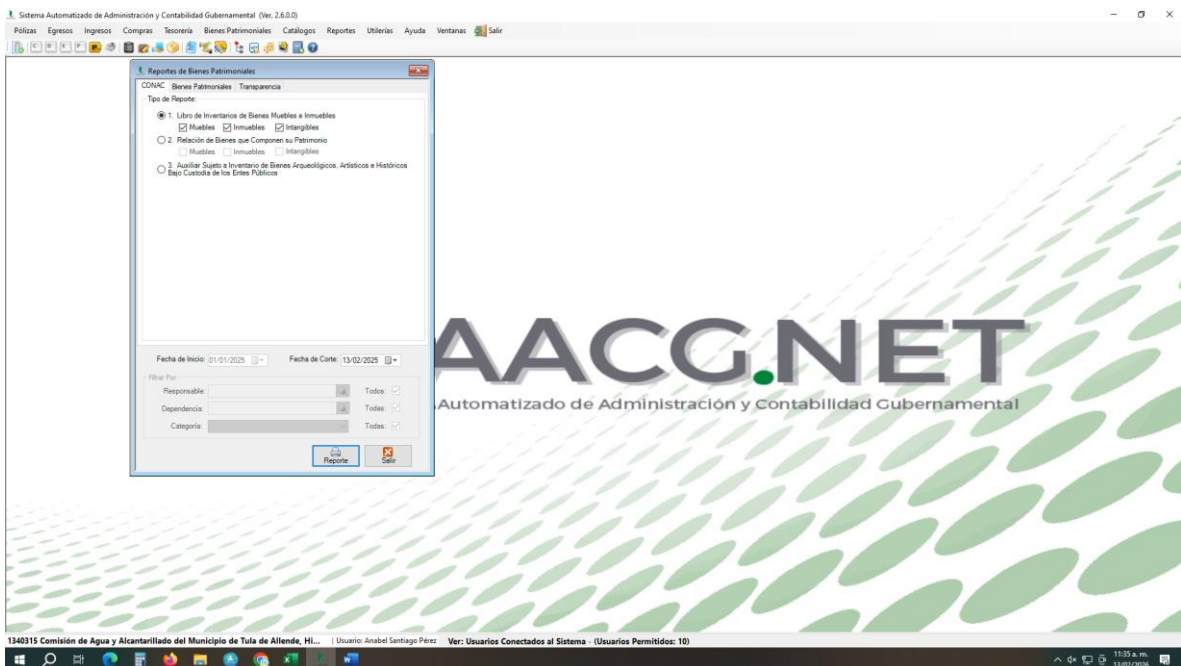 Sistema Automatizado de Administración y Contabilidad Gubernamental (Ver. 2.6.0.0)
Pólizas Egresos Ingresos Compras Tesorería Bienes Patrimoniales Catálogos Reportes Utilerías Ayuda Ventanas Salir
Reportes de Bienes Patrimoniales
CONAC Bienes Patrimoniales Transparencia
Tipo de Reporte:
1. Libro de Inventarios de Bienes Muebles e Inmuebles
Muebles Inmuebles Intangibles
2. Relación de Bienes que Componen su Patrimonio
Muebles Inmuebles Intangibles
3. Auxiliar Sujeto a Inventario de Bienes Arqueológicos, Artísticos e Históricos
Bajo Custodia de los Entes Públicos
Fecha de Inicio: 01/01/2025 Fecha de Corte: 13/02/2025
Filtrar Por:
Responsable: Todos:
Dependencia: Todas:
Categoría: Todas:
Reporte Salir
AACG.NET
Automatizado de Administración y Contabilidad Gubernamental
1340315 Comisión de Agua y Alcantarillado del Municipio de Tula de Allende, Hi... | Usuario: Anabel Santiago Pérez Ver: Usuarios Conectados al Sistema - (Usuarios Permitidos: 10)
11:35 a. m.
13/02/2026